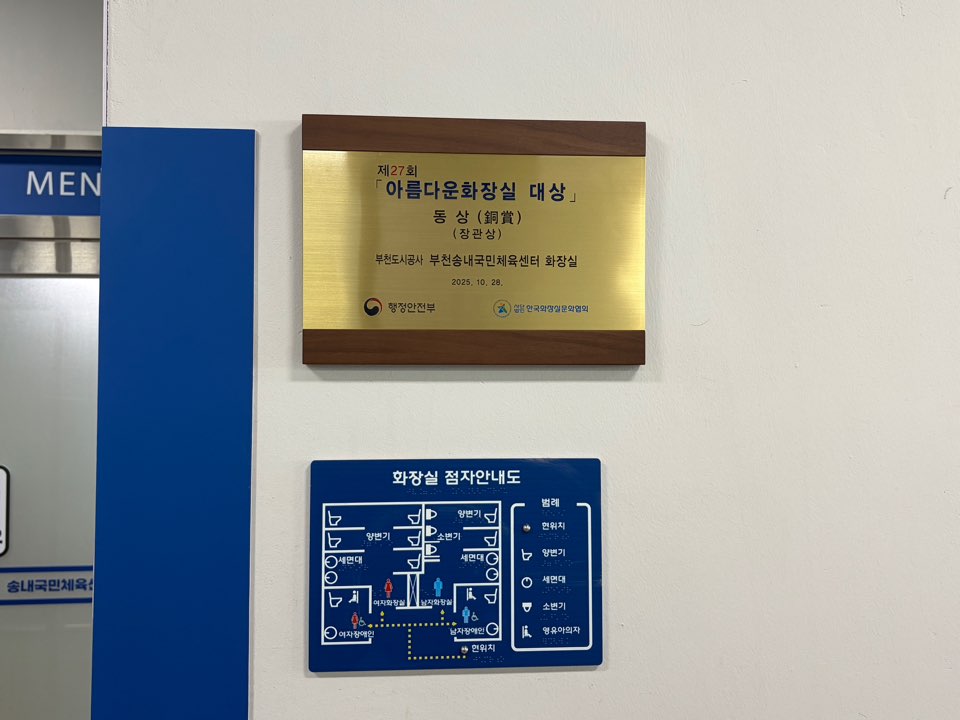 MEN
제27회
「아름다운화장실 대상」
동 상 (銅賞)
(장관상)
부천도시공사 부천송내국민체육센터 화장실
2025. 10. 28.
행정안전부
한국화장실문화협회
송내국민체육센
화장실 점자안내도
양변기
소변기
양변기
세면대
세면대
여자화장실
남자화장실
여자장애인
남자장애인
현위치
범례
현위치
양변기
세면대
소변기
영유아의자